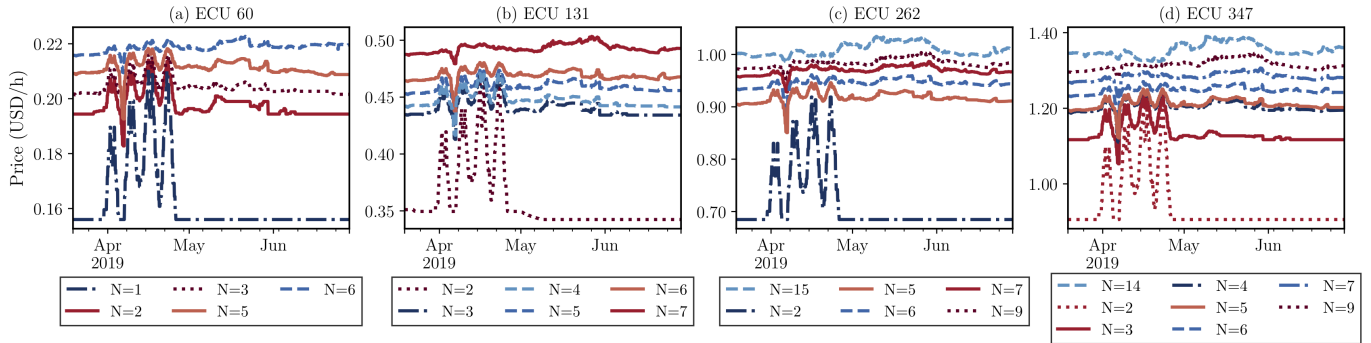 (a) ECU 60
(b) ECU 131
(c) ECU 262
(d) ECU 347
Price (USD/h)
0.22
0.20
0.18
0.16
Apr
2019
May
Jun
0.50
0.45
0.40
0.35
Apr
2019
May
Jun
1.00
0.90
0.80
0.70
Apr
2019
May
Jun
1.40
1.20
1.00
Apr
2019
May
Jun
N=1 N=3 N=6
N=2 N=5
N=2 N=4 N=6
N=3 N=5 N=7
N=15 N=5 N=7
N=2 N=6 N=9
N=14 N=4 N=7
N=2 N=5 N=9
N=3 N=6